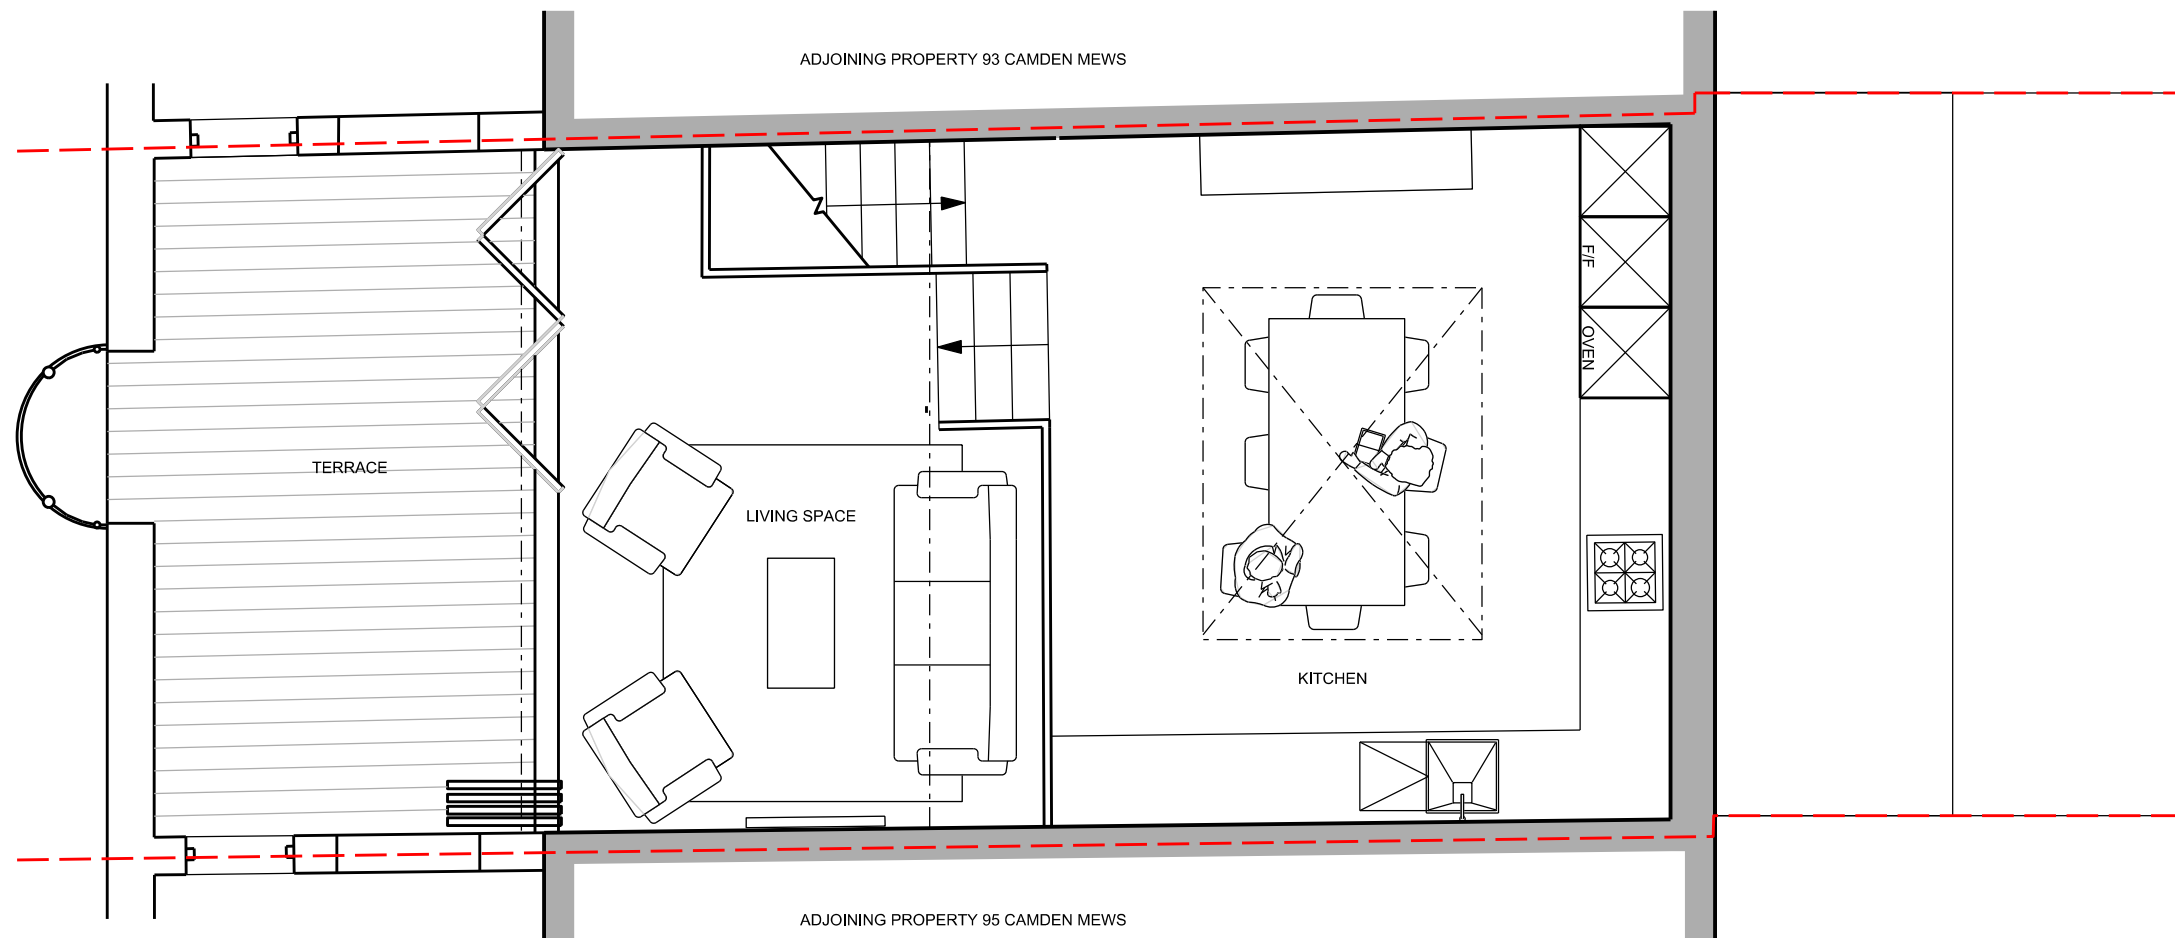 ADJOINING PROPERTY 93 CAMDEN MEWS
F/F
OVEN
TERRACE
LIVING SPACE
KITCHEN
ADJOINING PROPERTY 95 CAMDEN MEWS